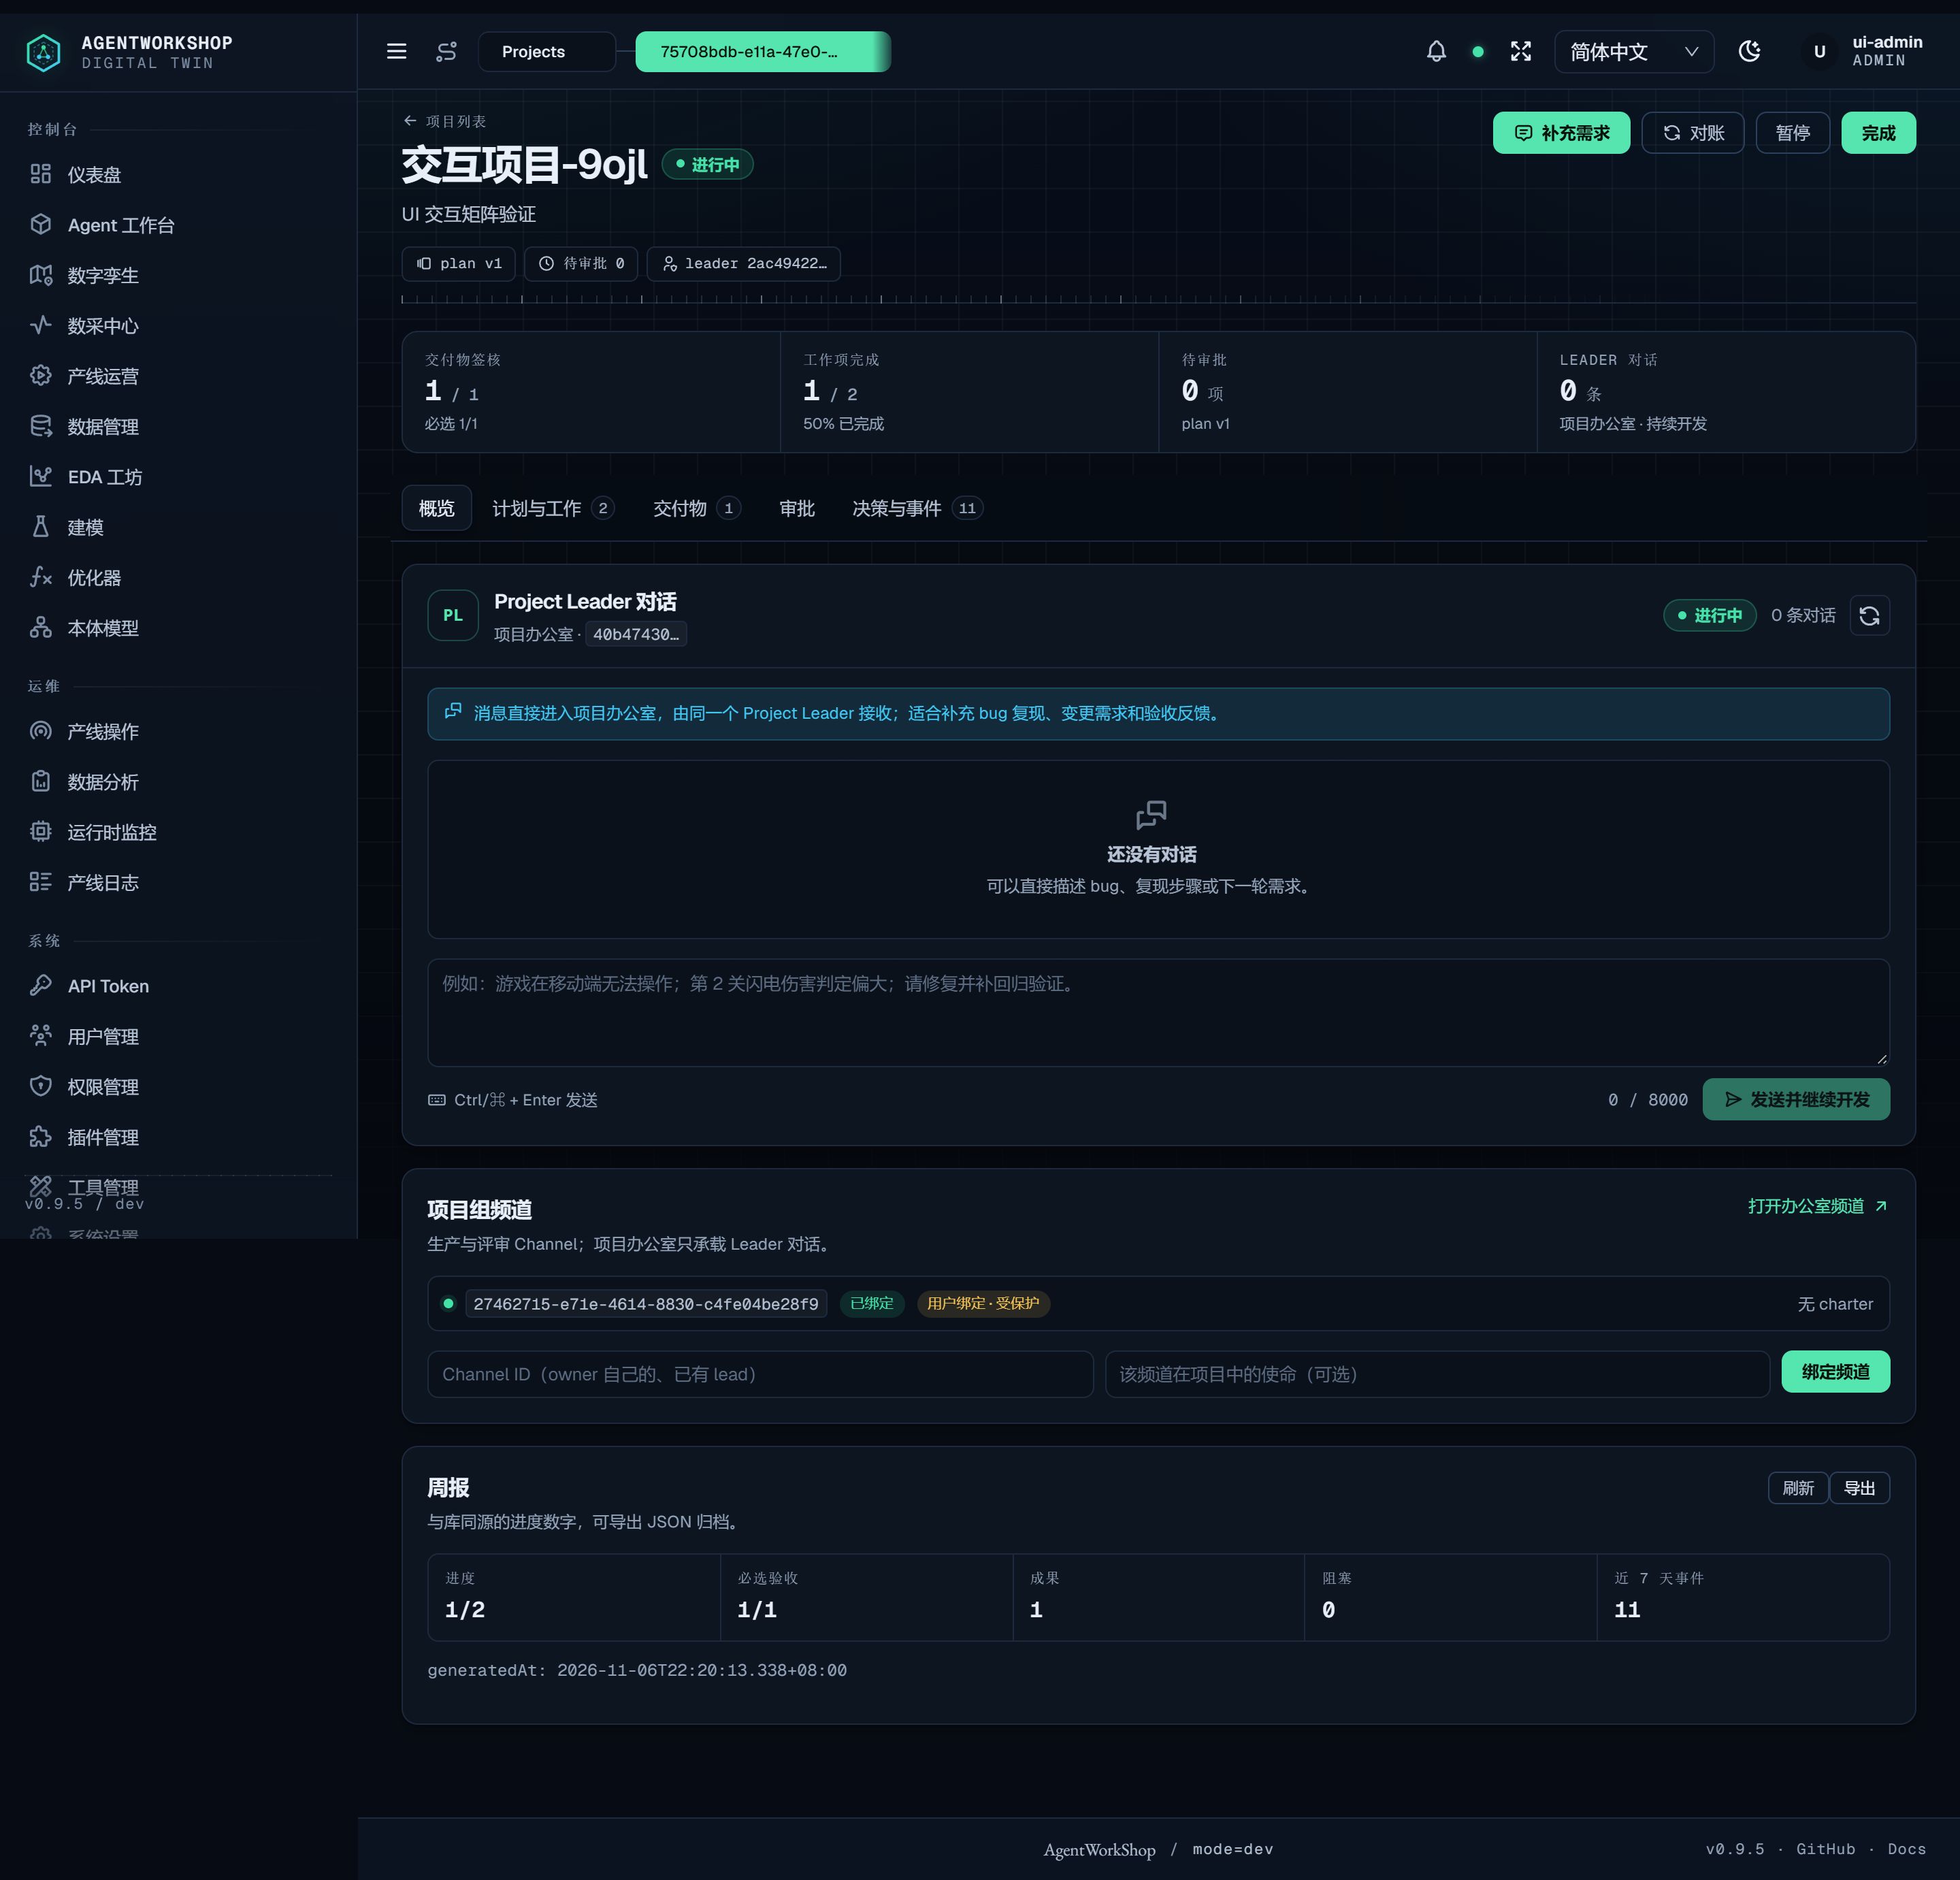 AGENTWORKSHOP
DIGITAL TWIN
控制台
仪表盘
Agent 工作台
数字孪生
数采中心
产线运营
数据管理
EDA 工坊
建模
优化器
本体模型
运维
产线操作
数据分析
运行时监控
产线日志
系统
API Token
用户管理
权限管理
插件管理
工具管理
v0.9.5 / dev
系统设置
Projects
75708bdb-e11a-47e0-…
简体中文
U
ui-admin
ADMIN
项目列表
交互项目-9ojl
进行中
补充需求
对账
暂停
完成
UI 交互矩阵验证
plan v1
待审批 0
leader 2ac49422…
交付物签核
1 / 1
必选 1/1
工作项完成
1 / 2
50% 已完成
待审批
0 项
plan v1
LEADER 对话
0 条
项目办公室 · 持续开发
概览
计划与工作 2
交付物 1
审批
决策与事件 11
PL
Project Leader 对话
项目办公室 · 40b47430…
进行中
0 条对话
消息直接进入项目办公室，由同一个 Project Leader 接收；适合补充 bug 复现、变更需求和验收反馈。
还没有对话
可以直接描述 bug、复现步骤或下一轮需求。
例如：游戏在移动端无法操作；第 2 关闪电伤害判定偏大；请修复并补回归验证。
Ctrl/⌘ + Enter 发送
0 / 8000
发送并继续开发
项目组频道
打开办公室频道
生产与评审 Channel；项目办公室只承载 Leader 对话。
27462715-e71e-4614-8830-c4fe04be28f9
已绑定
用户绑定 · 受保护
无 charter
Channel ID（owner 自己的、已有 lead）
该频道在项目中的使命（可选）
绑定频道
周报
刷新
导出
与库同源的进度数字，可导出 JSON 归档。
进度
1/2
必选验收
1/1
成果
1
阻塞
0
近 7 天事件
11
generatedAt: 2026-11-06T22:20:13.338+08:00
AgentWorkShop / mode=dev
v0.9.5 · GitHub · Docs